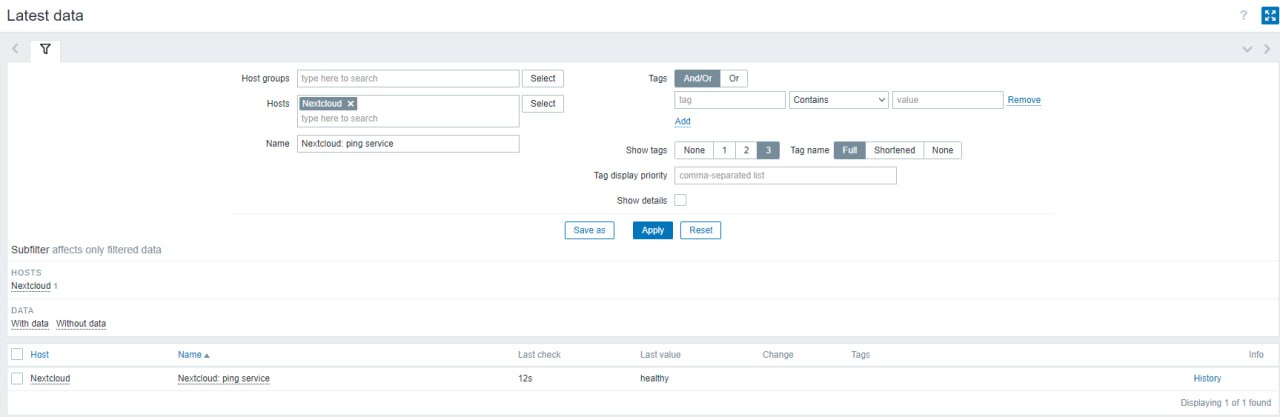 Latest data ?
Host groups type here to search Select Tags And/Or Or
Hosts Nextcloud Select tag Contains value Remove
type here to search
Add
Name Nextcloud: ping service
Show tags None 1 2 3 Tag name Full Shortened None
Tag display priority comma-separated list
Show details
Save as Apply Reset
Subfilter affects only filtered data
HOSTS
Nextcloud 1
DATA
With data Without data
Host Name Last check Last value Change Tags Info
Nextcloud Nextcloud: ping service 12s healthy History
Displaying 1 of 1 found